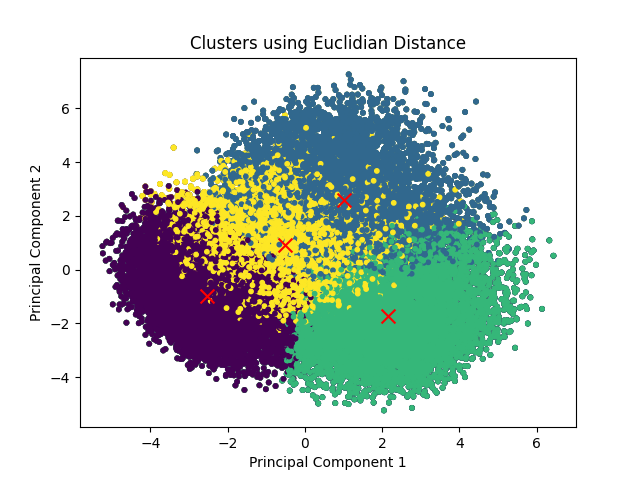 Clusters using Euclidian Distance
Principal Component 2
6
4
2
0
−2
−4
−4 −2 0 2 4 6
Principal Component 1